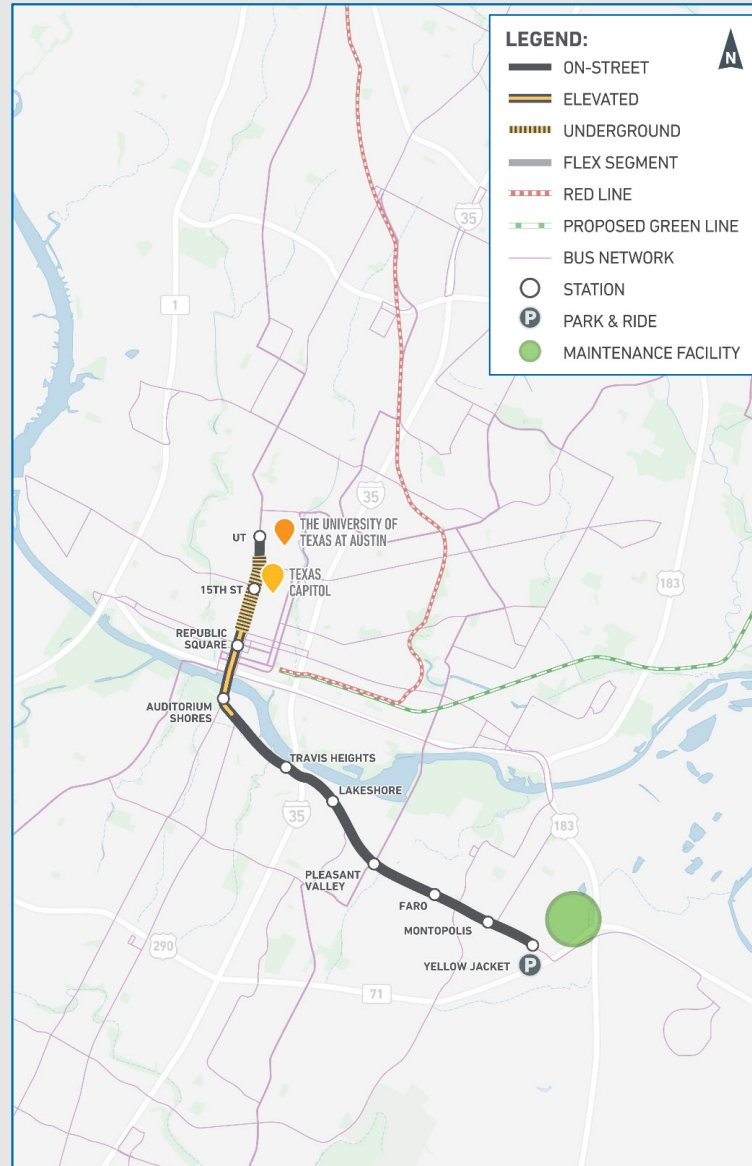 LEGEND:
N
ON-STREET
ELEVATED
UNDERGROUND
FLEX SEGMENT
RED LINE
PROPOSED GREEN LINE
BUS NETWORK
STATION
P
PARK & RIDE
MAINTENANCE FACILITY
35
1
35
UT
THE UNIVERSITY OF
TEXAS AT AUSTIN
TEXAS
CAPITOL
15TH ST
183
REPUBLIC
SQUARE
AUDITORIUM
SHORES
TRAVIS HEIGHTS
LAKESHORE
35
183
PLEASANT
VALLEY
FARO
MONTOPOLIS
290
YELLOW JACKET
P
71